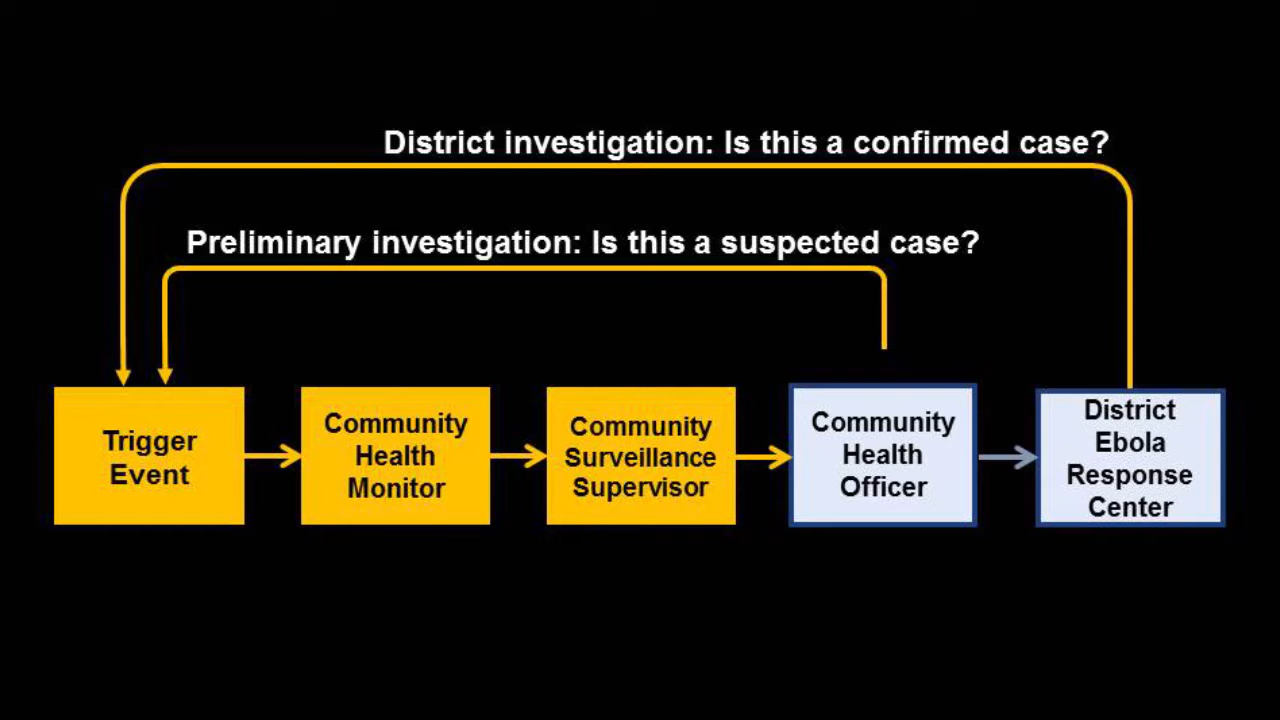 District investigation: Is this a confirmed case?
Preliminary investigation: Is this a suspected case?
Trigger
Event
Community
Health
Monitor
Community
Surveillance
Supervisor
Community
Health
Officer
District
Ebola
Response
Center